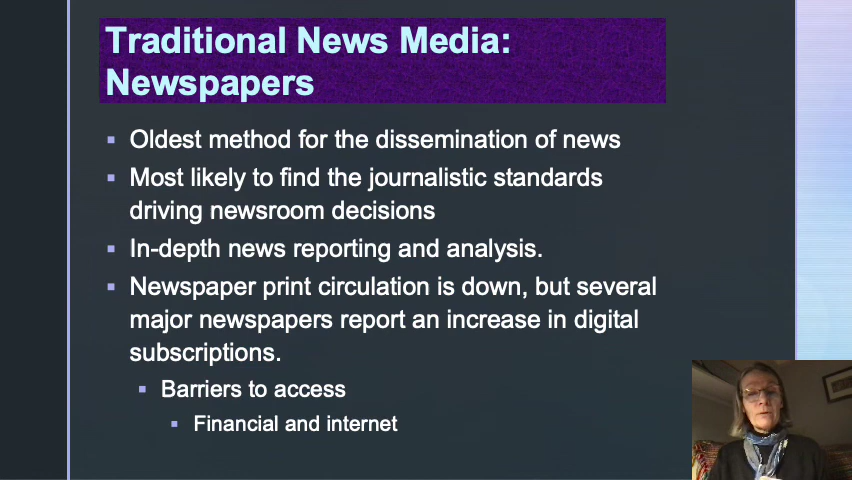 Traditional News Media:
Newspapers
Oldest method for the dissemination of news
Most likely to find the journalistic standards
driving newsroom decisions
In-depth news reporting and analysis.
Newspaper print circulation is down, but several
major newspapers report an increase in digital
subscriptions.
Barriers to access
Financial and internet